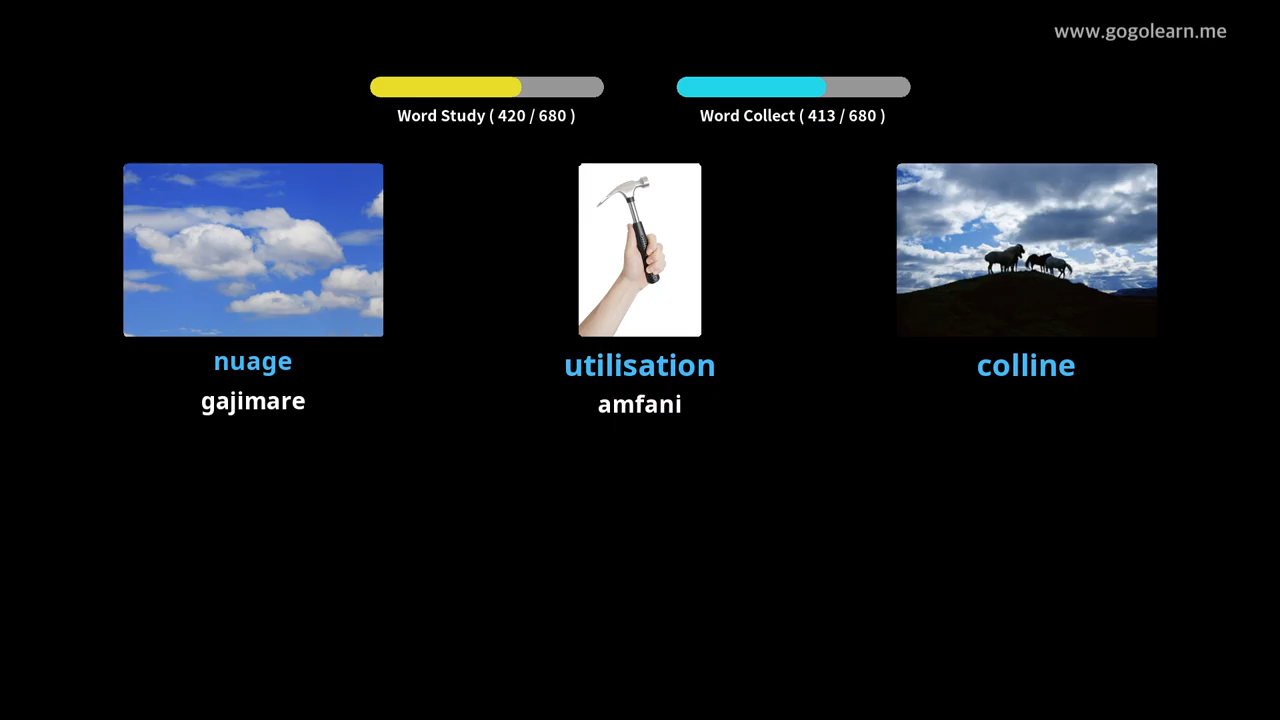 www.gogolearn.me
Word Study ( 420 / 680 )
Word Collect ( 413 / 680 )
nuage
utilisation
colline
gajimare
amfani